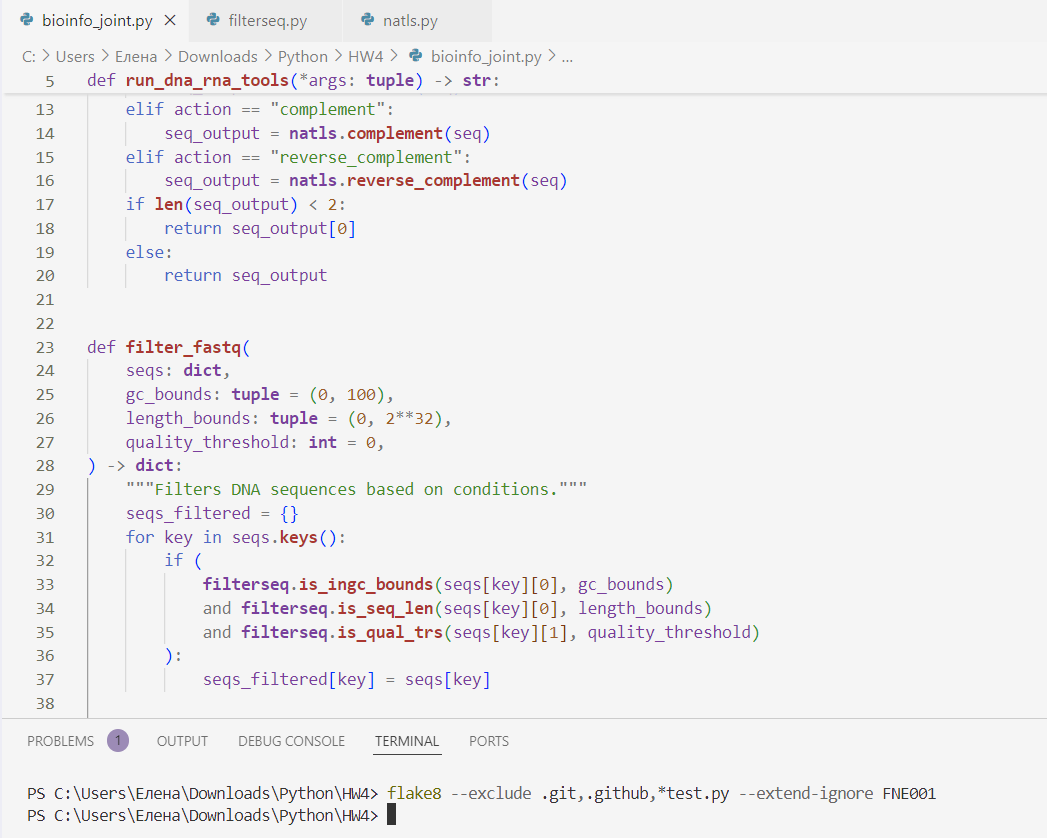 bioinfo_joint.py filterseq.py natls.py
C: > Users > Елена > Downloads > Python > HW4 > bioinfo_joint.py > ...
5 def run_dna_rna_tools(*args: tuple) -> str:
13 elif action == "complement":
14 seq_output = natls.complement(seq)
15 elif action == "reverse_complement":
16 seq_output = natls.reverse_complement(seq)
17 if len(seq_output) < 2:
18 return seq_output[0]
19 else:
20 return seq_output
21
22
23 def filter_fastq(
24 seqs: dict,
25 gc_bounds: tuple = (0, 100),
26 length_bounds: tuple = (0, 2**32),
27 quality_threshold: int = 0,
28 ) -> dict:
29 """Filters DNA sequences based on conditions."""
30 seqs_filtered = {}
31 for key in seqs.keys():
32 if (
33 filterseq.is_ingc_bounds(seqs[key][0], gc_bounds)
34 and filterseq.is_seq_len(seqs[key][0], length_bounds)
35 and filterseq.is_qual_trs(seqs[key][1], quality_threshold)
36 ):
37 seqs_filtered[key] = seqs[key]
38
PROBLEMS 1 OUTPUT DEBUG CONSOLE TERMINAL PORTS
PS C:\Users\Елена\Downloads\Python\HW4> flake8 --exclude .git,.github,*test.py --extend-ignore FNE001
PS C:\Users\Елена\Downloads\Python\HW4>